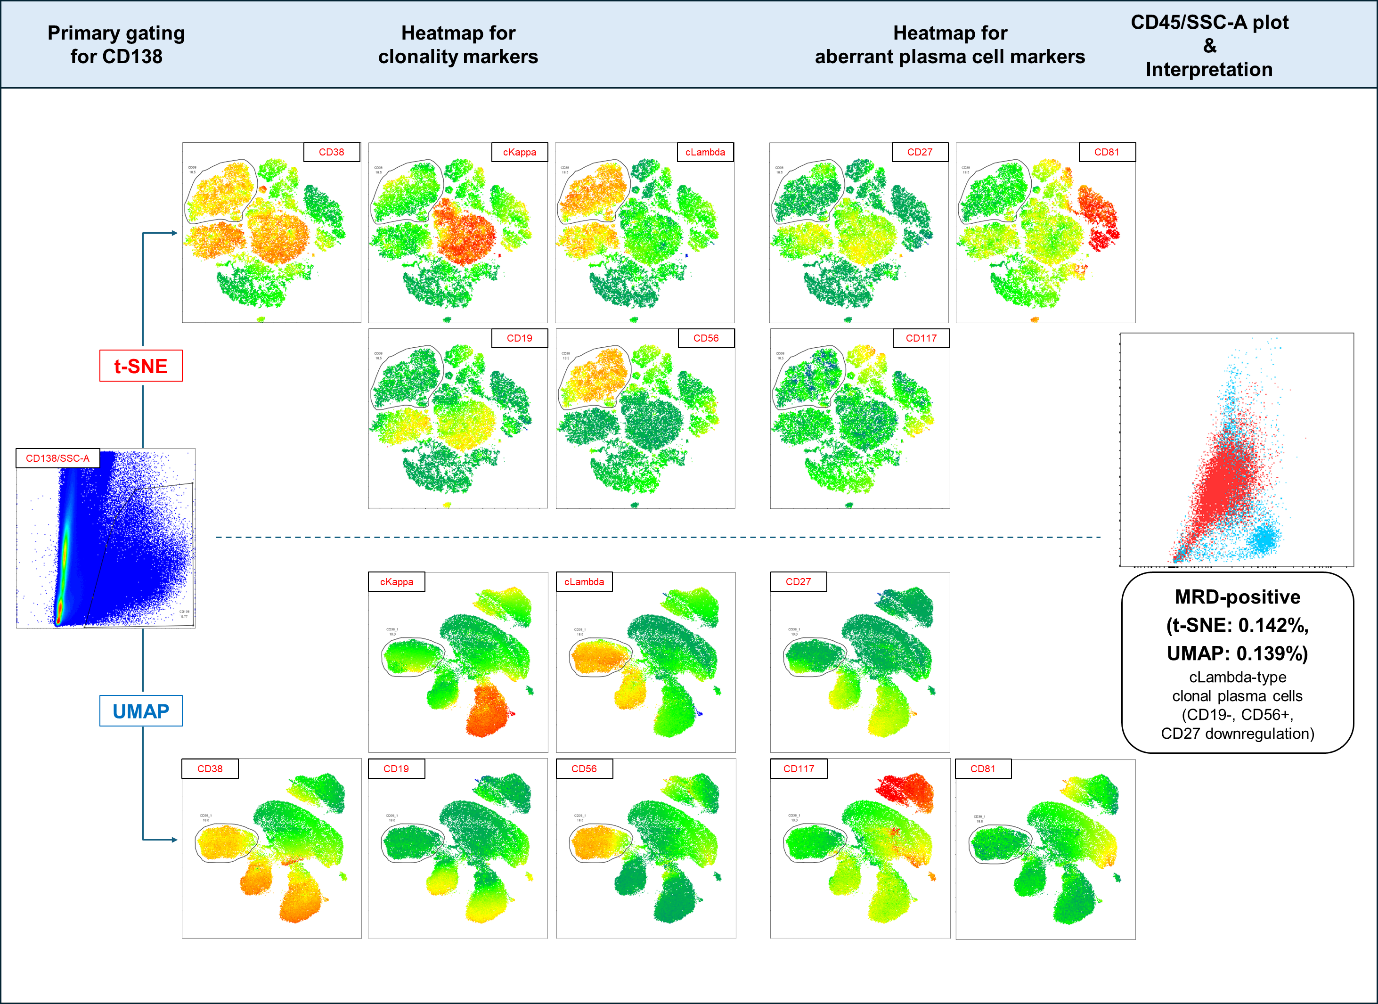 Primary gating
for CD138
Heatmap for
clonality markers
Heatmap for
aberrant plasma cell markers
CD45/SSC-A plot
&
Interpretation
CD38
cKappa
cLambda
CD27
CD81
CD19
CD56
CD117
t-SNE
CD138/SSC-A
UMAP
cKappa
cLambda
CD27
CD38
CD19
CD56
CD117
CD81
MRD-positive
(t-SNE: 0.142%,
UMAP: 0.139%)
cLambda-type
clonal plasma cells
(CD19-, CD56+,
CD27 downregulation)